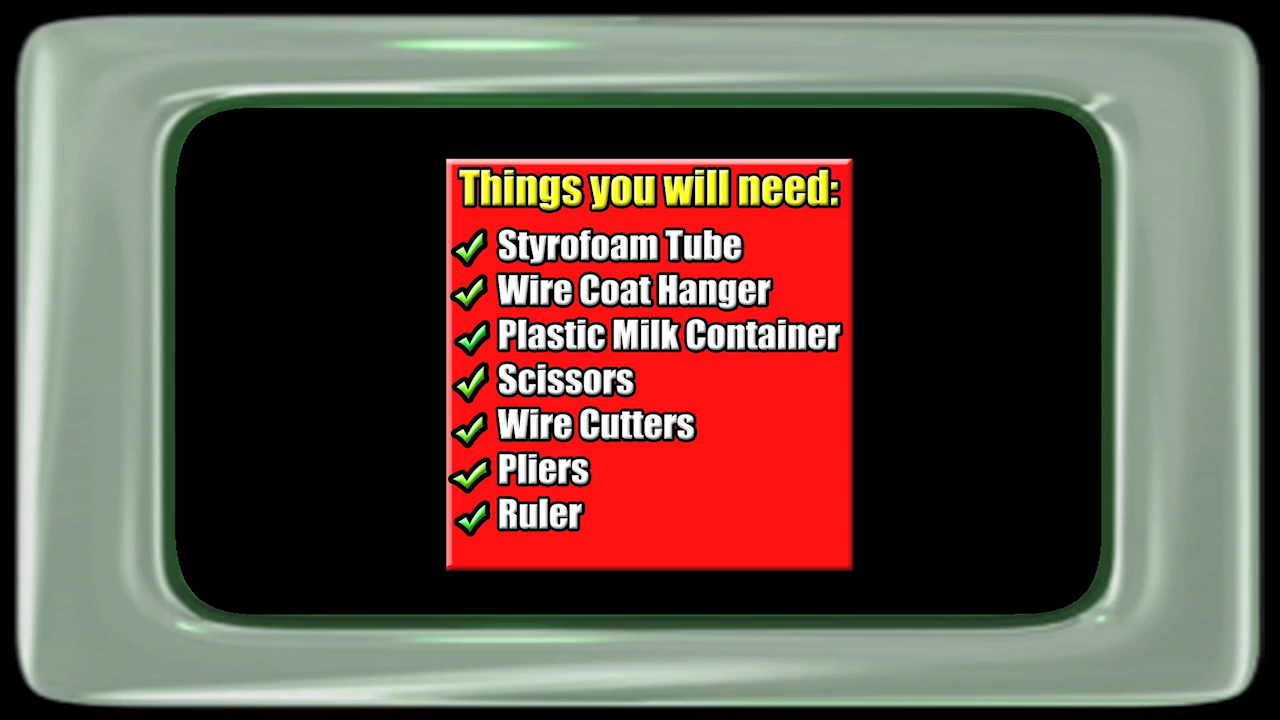 Things you will need:
Styrofoam Tube
Wire Coat Hanger
Plastic Milk Container
Scissors
Wire Cutters
Pliers
Ruler